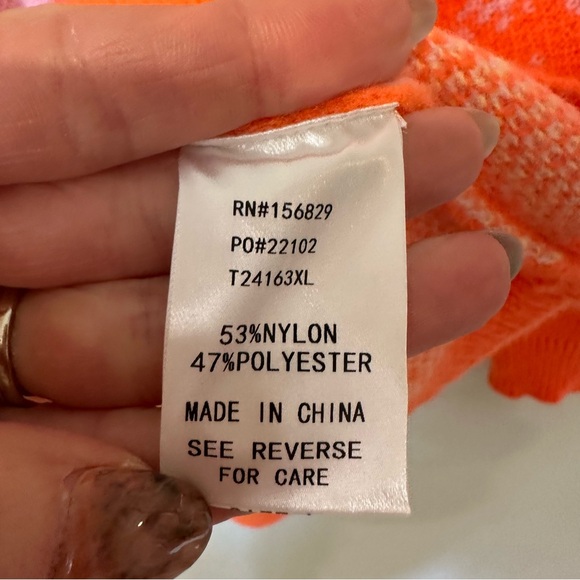 RN#156829
PO#22102
T24163XL
53%NYLON
47%POLYESTER
MADE IN CHINA
SEE REVERSE
FOR CARE